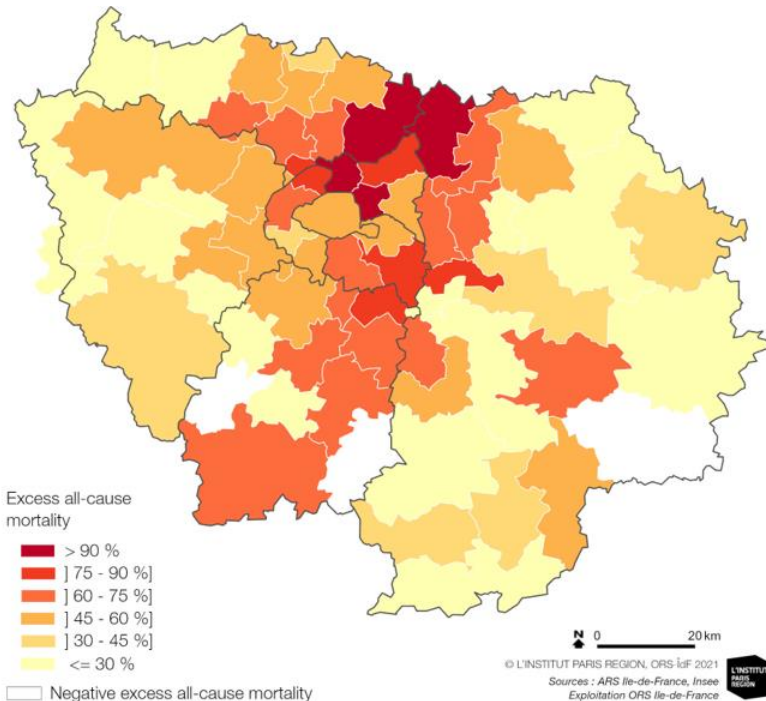 Excess all-cause
mortality
> 90 %
] 75 - 90 %]
] 60 - 75 %]
] 45 - 60 %]
] 30 - 45 %]
<= 30 %
Negative excess all-cause mortality
N 0 20 km
© L'INSTITUT PARIS REGION, ORS-ÎdF 2021
Sources : ARS Ile-de-France, Insee
Exploitation ORS Ile-de-France
L'INSTITUT
PARIS
REGION